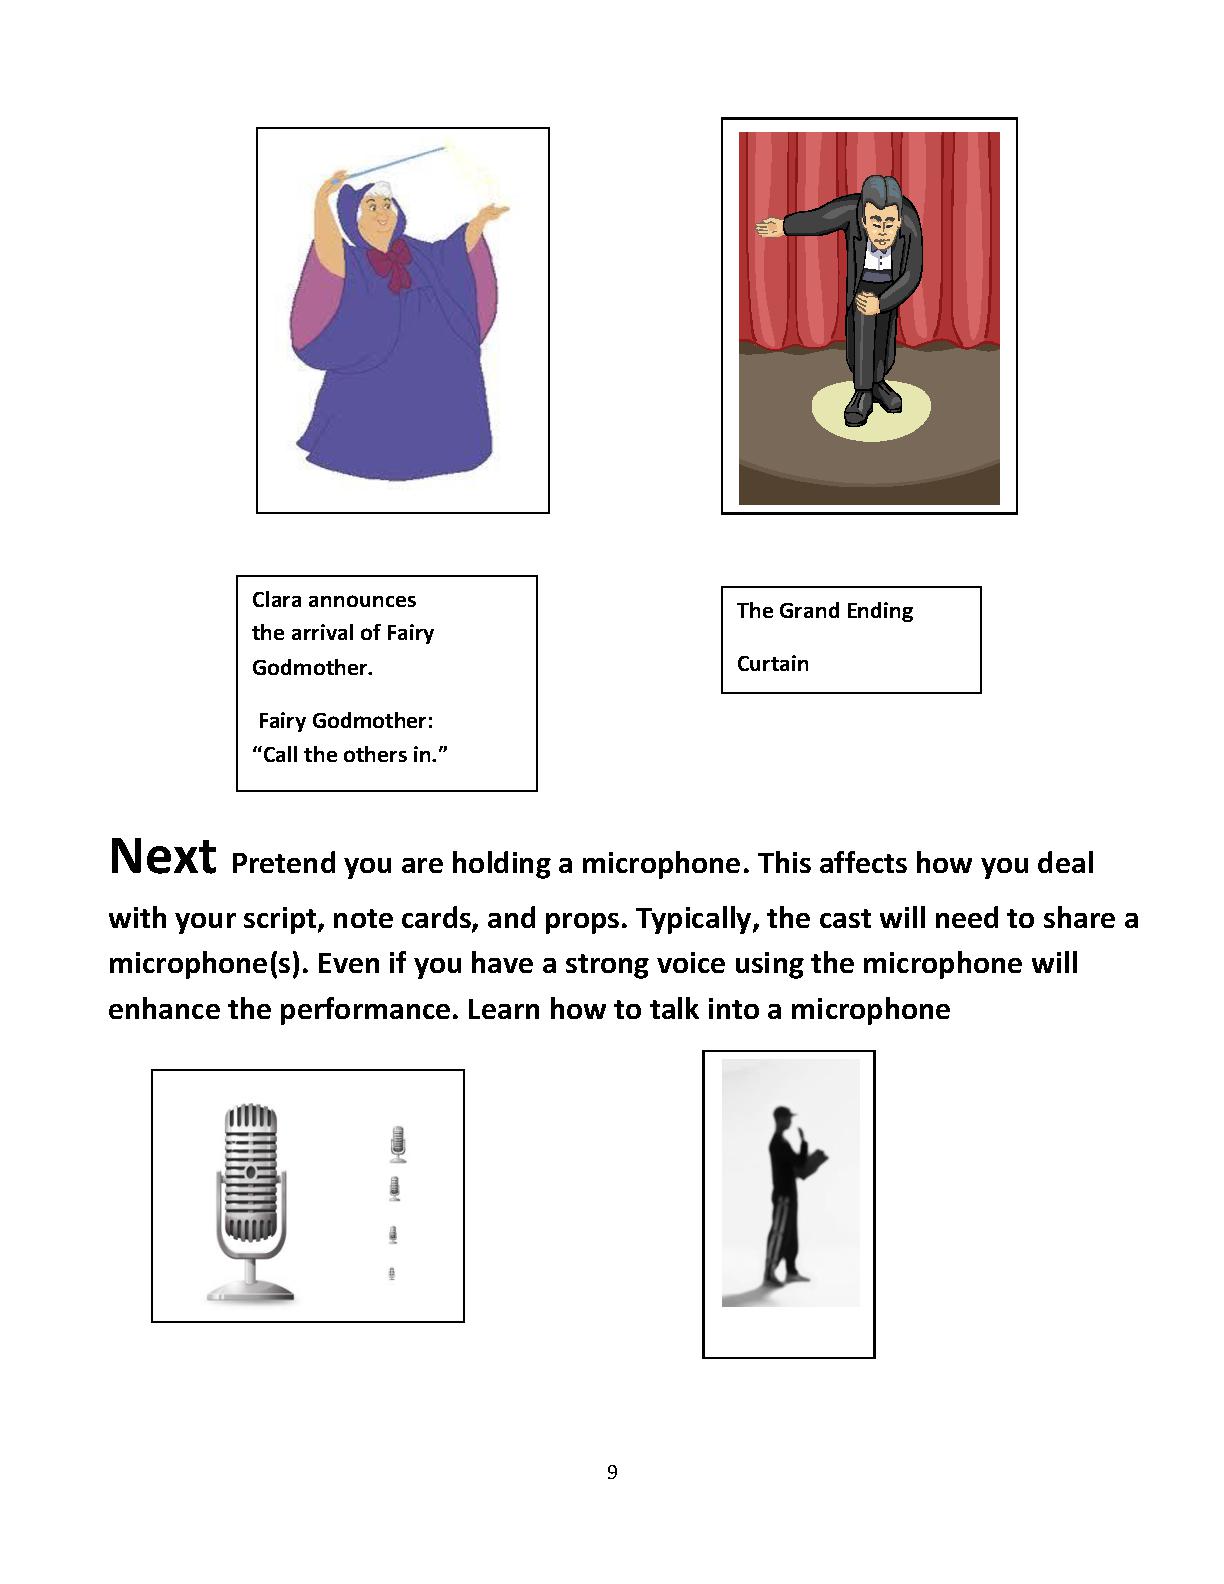 Clara announces
the arrival of Fairy
Godmother.
Fairy Godmother:
“Call the others in.”
The Grand Ending
Curtain
Next Pretend you are holding a microphone. This affects how you deal
with your script, note cards, and props. Typically, the cast will need to share a
microphone(s). Even if you have a strong voice using the microphone will
enhance the performance. Learn how to talk into a microphone
9